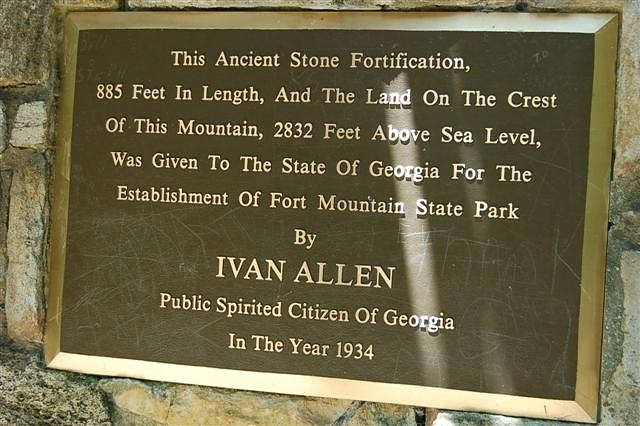 This Ancient Stone Fortification,
885 Feet In Length, And The Land On The Crest
Of This Mountain, 2832 Feet Above Sea Level,
Was Given To The State Of Georgia For The
Establishment Of Fort Mountain State Park
By
IVAN ALLEN
Public Spirited Citizen Of Georgia
In The Year 1934